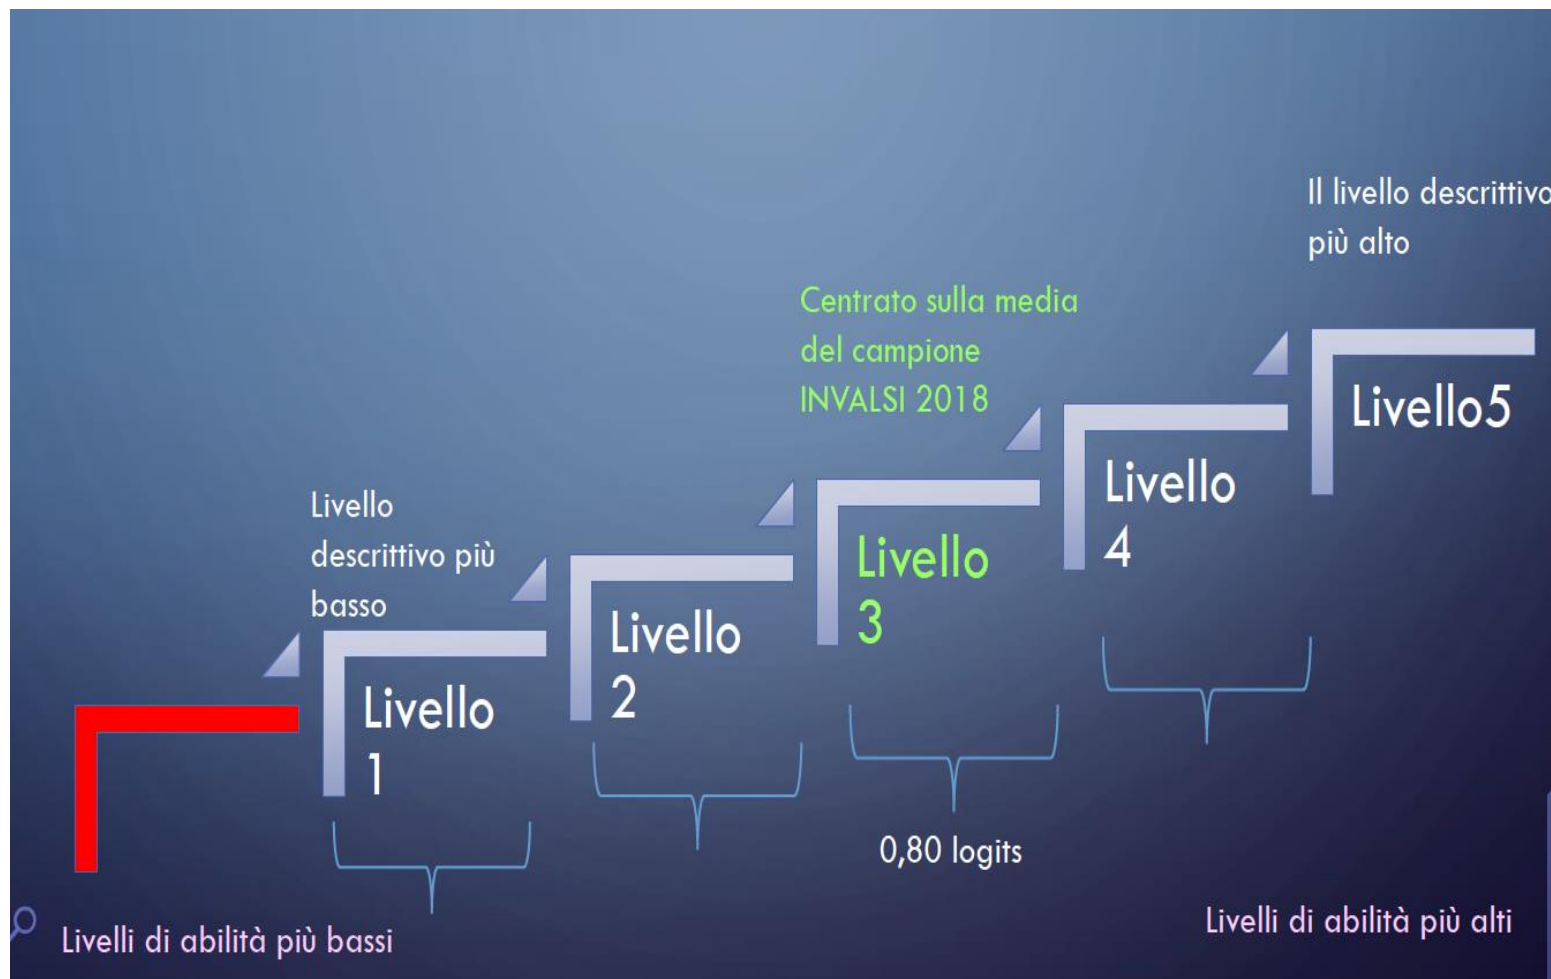 Il livello descrittivo
più alto
Centrato sulla media
del campione
INVALSI 2018
Livello5
Livello
4
Livello
descrittivo più
basso
Livello
3
Livello
2
Livello
1
0,80 logits
Livelli di abilità più bassi
Livelli di abilità più alti